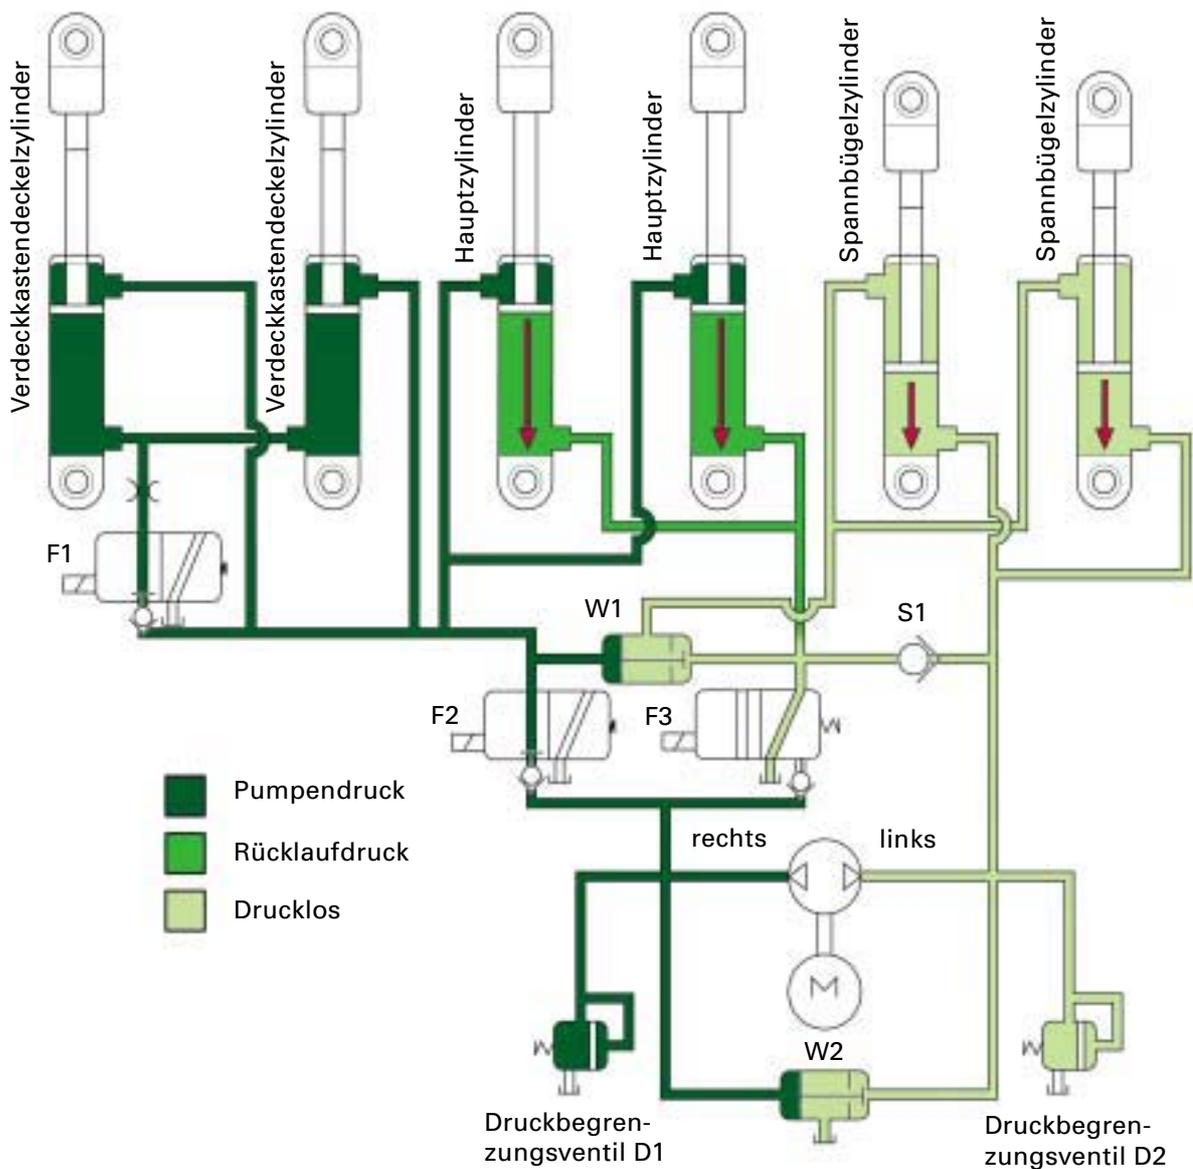 Verdeckkastendeckelzylinder
Verdeckkastendeckelzylinder
Hauptzylinder
Hauptzylinder
Spannbügelzylinder
Spannbügelzylinder
F1
W1
S1
F2
F3
Pumpendruck
Rücklaufdruck
Drucklos
rechts
links
M
W2
Druckbegren-
zungsventil D1
Druckbegren-
zungsventil D2